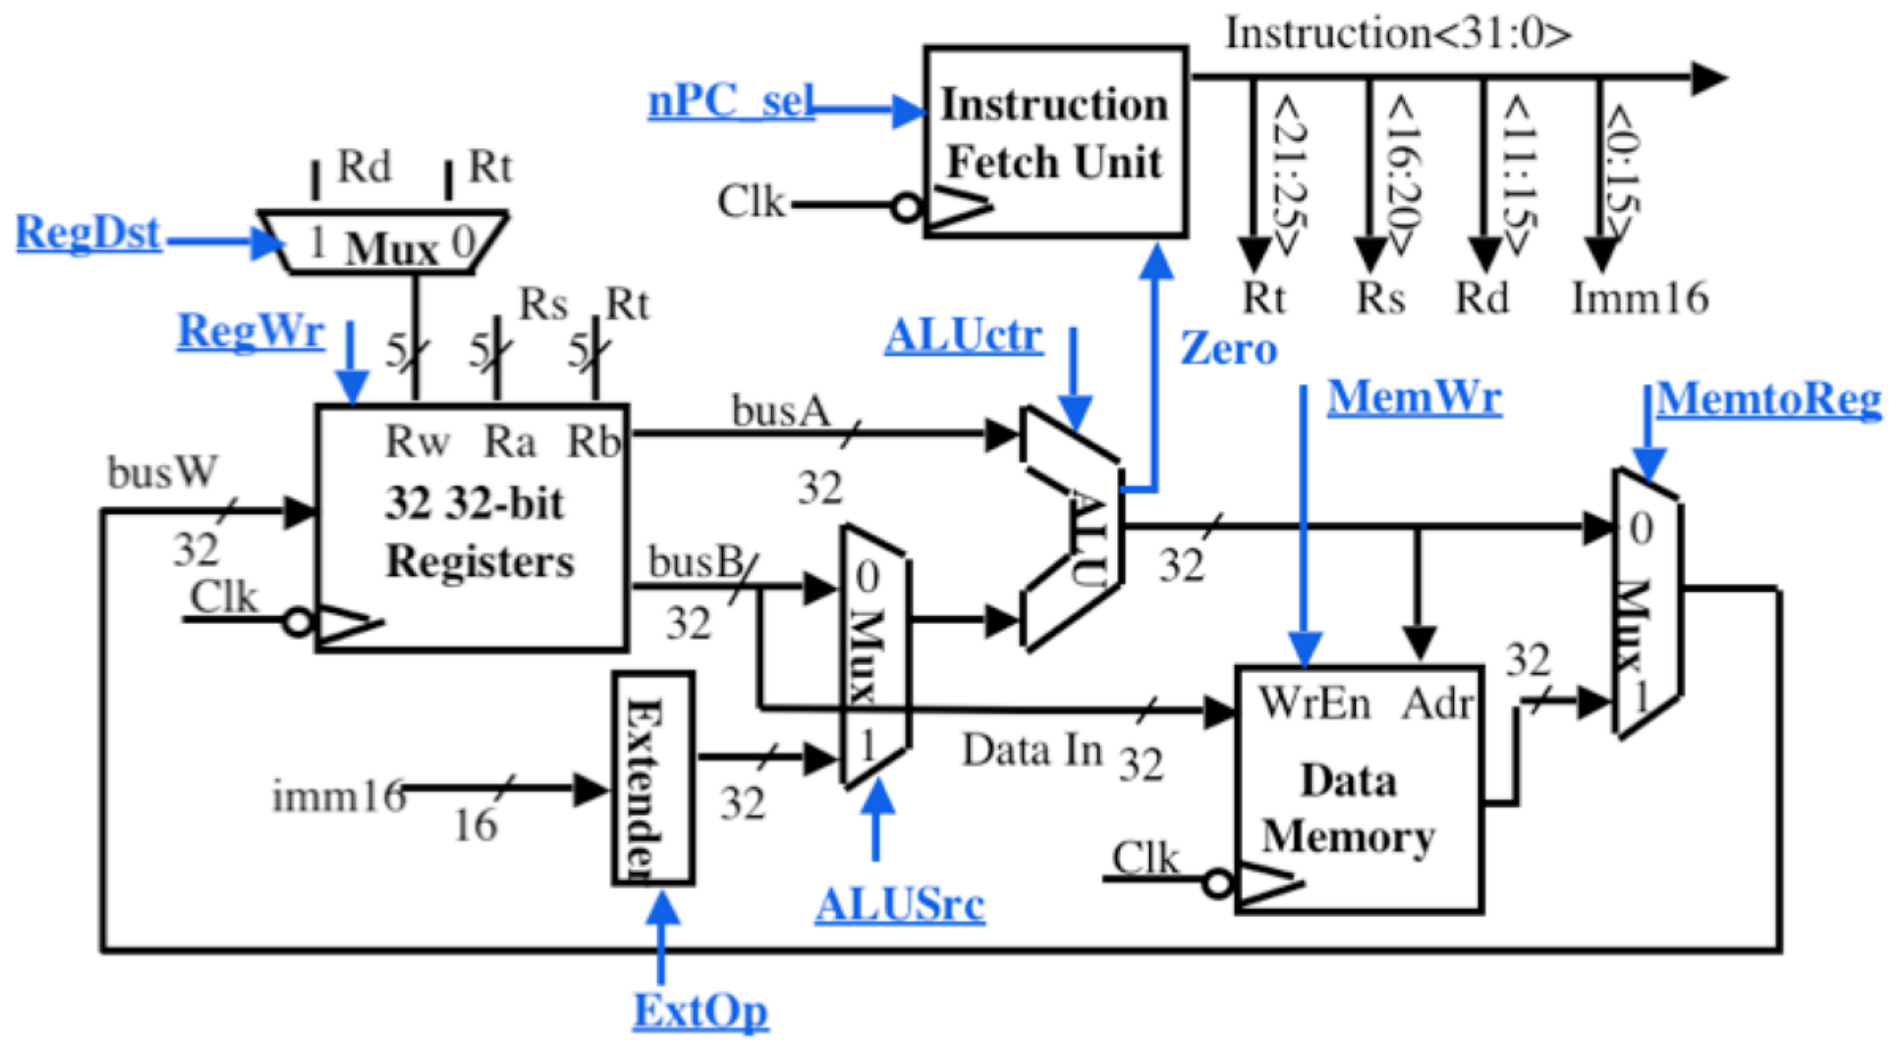 Instruction<31:0>
nPC_sel
Instruction
Fetch Unit
Clk
<21:25>
<16:20>
<11:15>
<0:15>
Rt
Rs
Rd
Imm16
Rd
Rt
RegDst
1
Mux
0
RegWr
5
5
Rs
5
Rt
ALUctr
Zero
MemWr
MemtoReg
busW
32
Clk
Rw
Ra
Rb
32 32-bit
Registers
busA
32
busB
32
0
Mux
1
ALU
32
0
Mux
1
32
WrEn
Adr
Data
Memory
Clk
Data In
32
imm16
16
Extender
32
ALUSrc
ExtOp